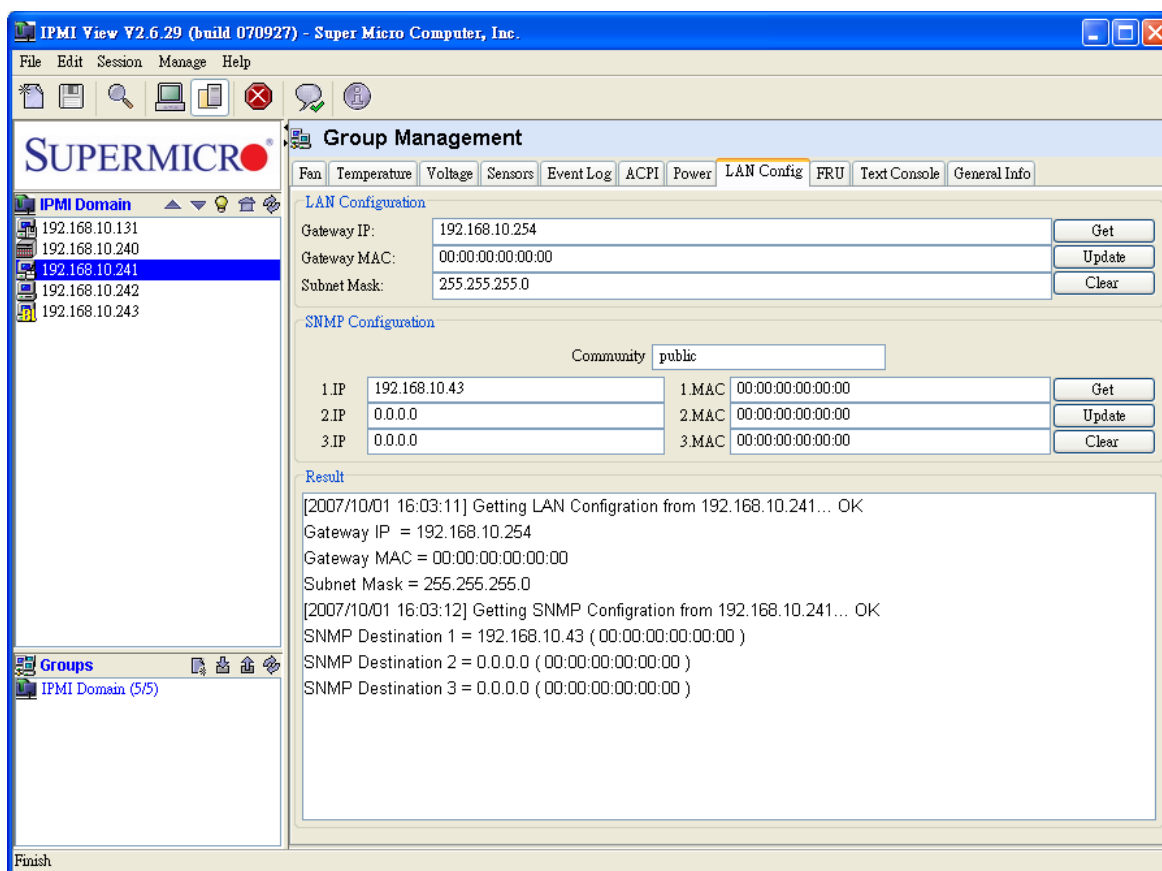 IPMI View V2.6.29 (build 070927) - Super Micro Computer, Inc.
File Edit Session Manage Help
SUPERMICRO®
IPMI Domain
192.168.10.131
192.168.10.240
192.168.10.241
192.168.10.242
192.168.10.243
Groups
IPMI Domain (5/5)
Group Management
Fan Temperature Voltage Sensors Event Log ACPI Power LAN Config FRU Text Console General Info
LAN Configuration
Gateway IP: 192.168.10.254 Get
Gateway MAC: 00:00:00:00:00:00 Update
Subnet Mask: 255.255.255.0 Clear
SNMP Configuration
Community public
1.IP 192.168.10.43 1.MAC 00:00:00:00:00:00 Get
2.IP 0.0.0.0 2.MAC 00:00:00:00:00:00 Update
3.IP 0.0.0.0 3.MAC 00:00:00:00:00:00 Clear
Result
[2007/10/01 16:03:11] Getting LAN Configration from 192.168.10.241... OK
Gateway IP = 192.168.10.254
Gateway MAC = 00:00:00:00:00:00
Subnet Mask = 255.255.255.0
[2007/10/01 16:03:12] Getting SNMP Configration from 192.168.10.241... OK
SNMP Destination 1 = 192.168.10.43 ( 00:00:00:00:00:00 )
SNMP Destination 2 = 0.0.0.0 ( 00:00:00:00:00:00 )
SNMP Destination 3 = 0.0.0.0 ( 00:00:00:00:00:00 )
Finish